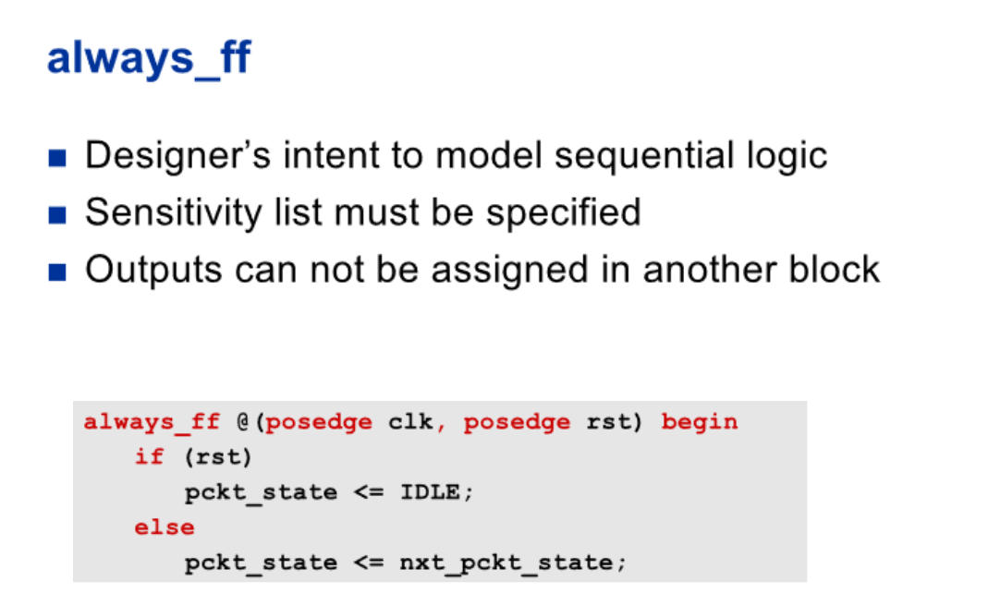 always_ff
Designer’s intent to model sequential logic
Sensitivity list must be specified
Outputs can not be assigned in another block
always_ff @(posedge clk, posedge rst) begin
if (rst)
pckt_state <= IDLE;
else
pckt_state <= nxt_pckt_state;